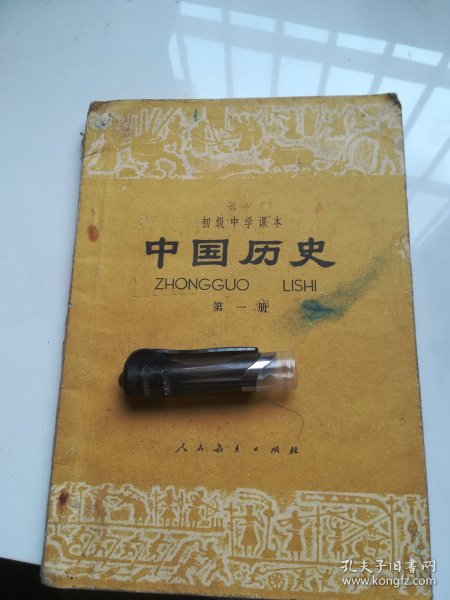 初级中学课本
中国历史
ZHONGGUO LISHI
第一册
人民教育出版社
孔夫子旧书网
www.kongfz.com